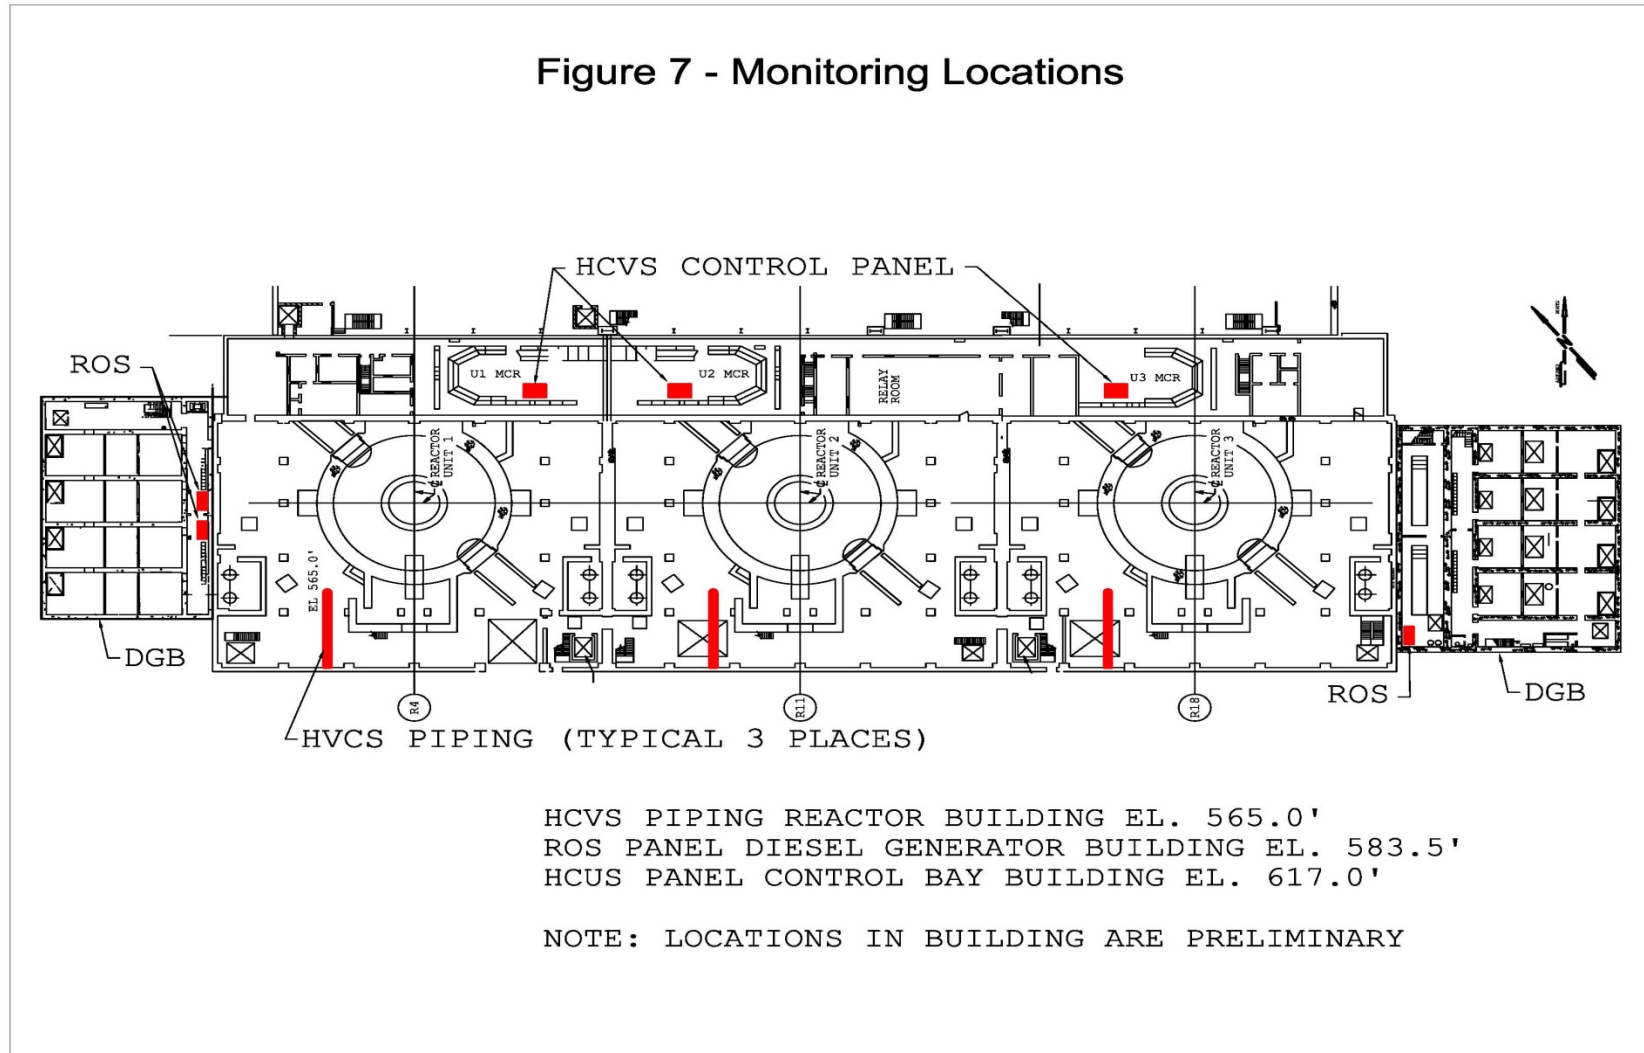 Figure 7 - Monitoring Locations
HCVS CONTROL PANEL
ROS
U1 MCR
U2 MCR
RELAY
ROOM
U3 MCR
REACTOR
UNIT 1
REACTOR
UNIT 2
REACTOR
UNIT 3
EL 565.0'
DGB
ROS
DGB
R4
R11
R18
HVCS PIPING (TYPICAL 3 PLACES)
HCVS PIPING REACTOR BUILDING EL. 565.0'
ROS PANEL DIESEL GENERATOR BUILDING EL. 583.5'
HCUS PANEL CONTROL BAY BUILDING EL. 617.0'
NOTE: LOCATIONS IN BUILDING ARE PRELIMINARY